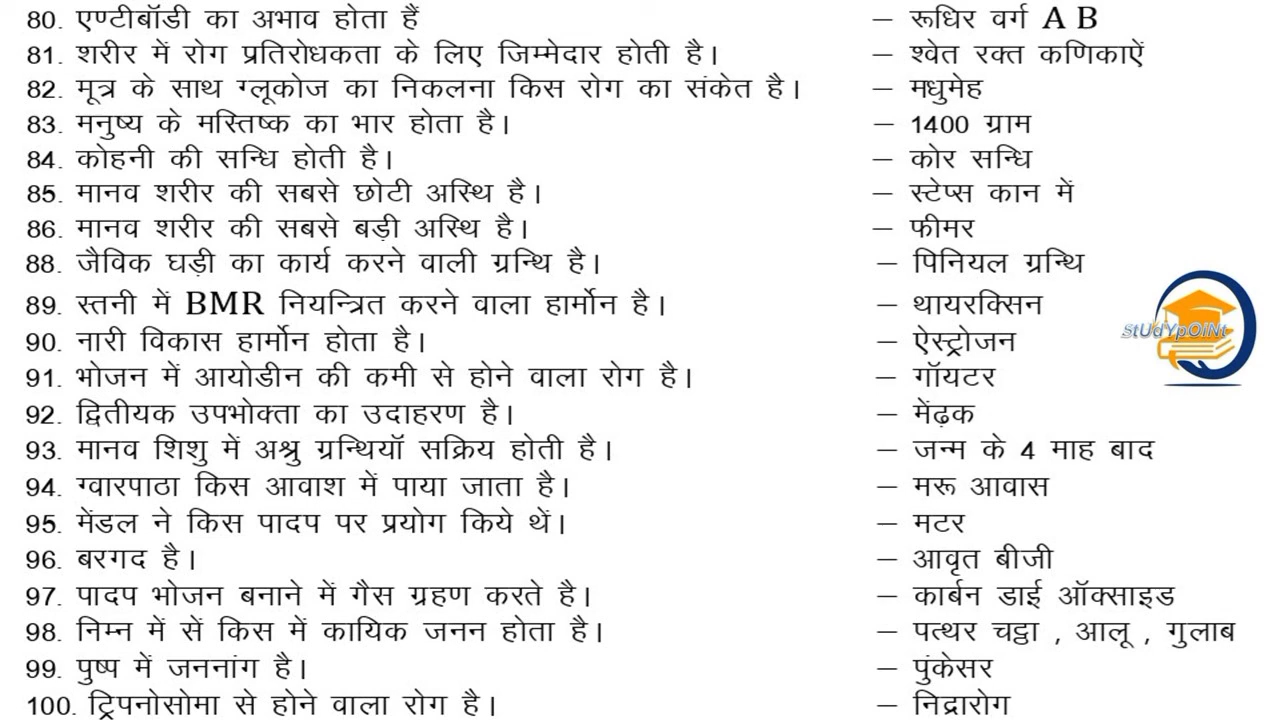 80. एण्टीबॉडी का अभाव होता हैं – रूधिर वर्ग A B
81. शरीर में रोग प्रतिरोधकता के लिए जिम्मेदार होती है। – श्वेत रक्त कणिकाऐं
82. मूत्र के साथ ग्लूकोज का निकलना किस रोग का संकेत है। – मधुमेह
83. मनुष्य के मस्तिष्क का भार होता है। – 1400 ग्राम
84. कोहनी की सन्धि होती है। – कोर सन्धि
85. मानव शरीर की सबसे छोटी अस्थि है। – स्टेप्स कान में
86. मानव शरीर की सबसे बड़ी अस्थि है। – फीमर
88. जैविक घड़ी का कार्य करने वाली ग्रन्थि है। – पिनियल ग्रन्थि
89. स्तनी में BMR नियन्त्रित करने वाला हार्मोन है। – थायरक्सिन
StUdYpOiNt
90. नारी विकास हार्मोन होता है। – ऐस्ट्रोजन
91. भोजन में आयोडीन की कमी से होने वाला रोग है। – गॉयटर
92. द्वितीयक उपभोक्ता का उदाहरण है। – मेंढ़क
93. मानव शिशु में अश्रु ग्रन्थियॉ सक्रिय होती है। – जन्म के 4 माह बाद
94. ग्वारपाठा किस आवाश में पाया जाता है। – मरू आवास
95. मेंडल ने किस पादप पर प्रयोग किये थें। – मटर
96. बरगद है। – आवृत बीजी
97. पादप भोजन बनाने में गैस ग्रहण करते है। – कार्बन डाई ऑक्साइड
98. निम्न में सें किस में कायिक जनन होता है। – पत्थर चट्ठा , आलू , गुलाब
99. पुष्प में जननांग है। – पुंकेसर
100. ट्रिपनोसोमा से होने वाला रोग है। – निद्रारोग